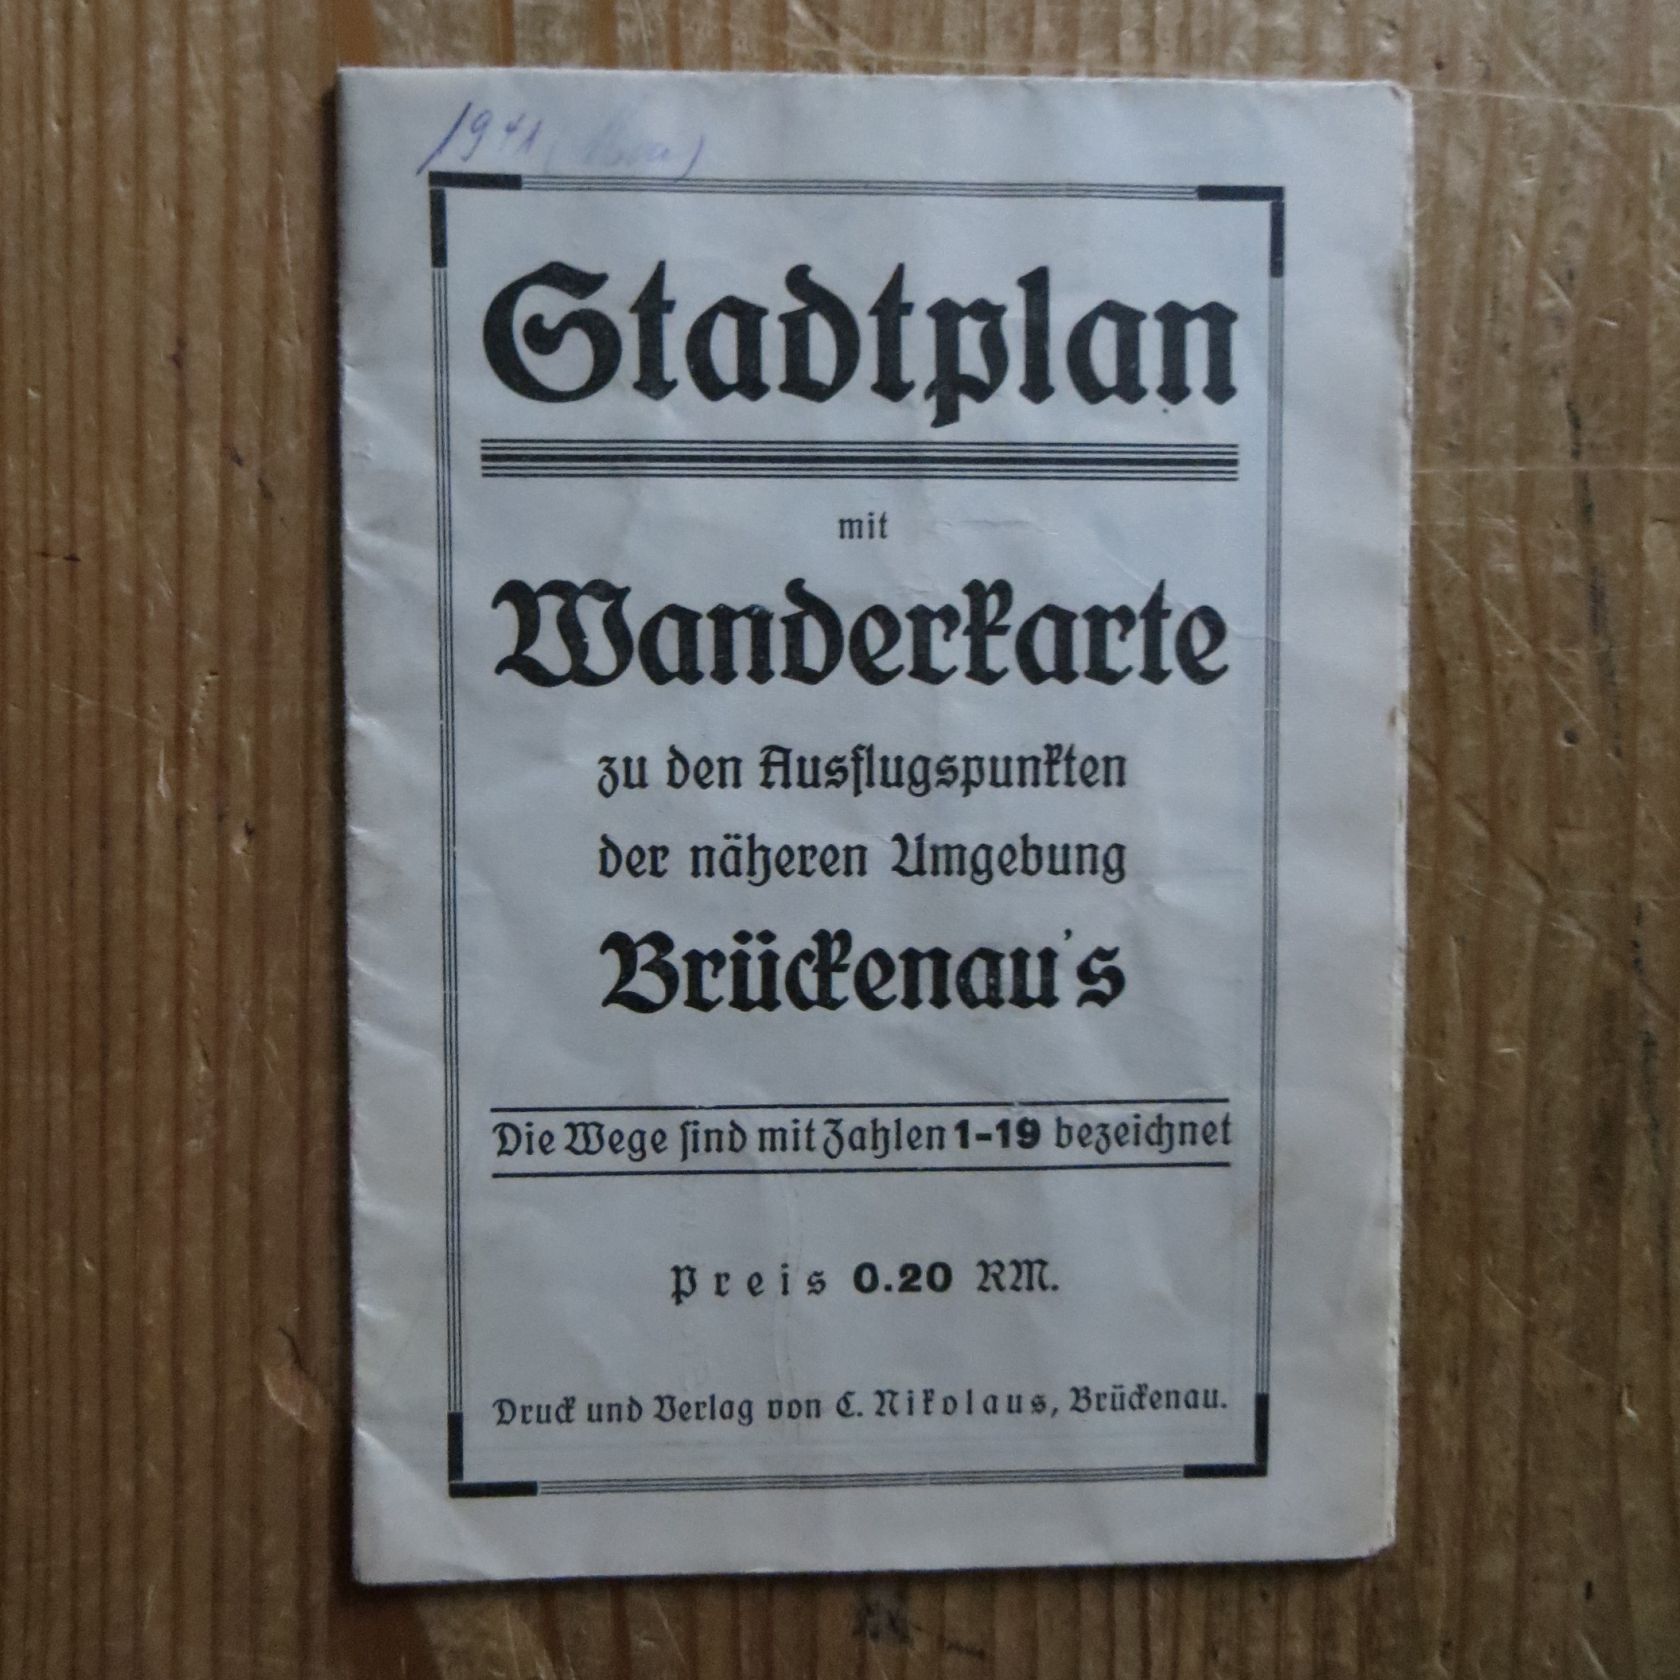 1941
Stadtplan
mit
Wanderkarte
zu den Ausflugspunkten
der näheren Umgebung
Brückenau's
Die Wege sind mit Zahlen 1-19 bezeichnet
Preis 0.20 RM.
Druck und Verlag von C. Nikolaus, Brückenau.